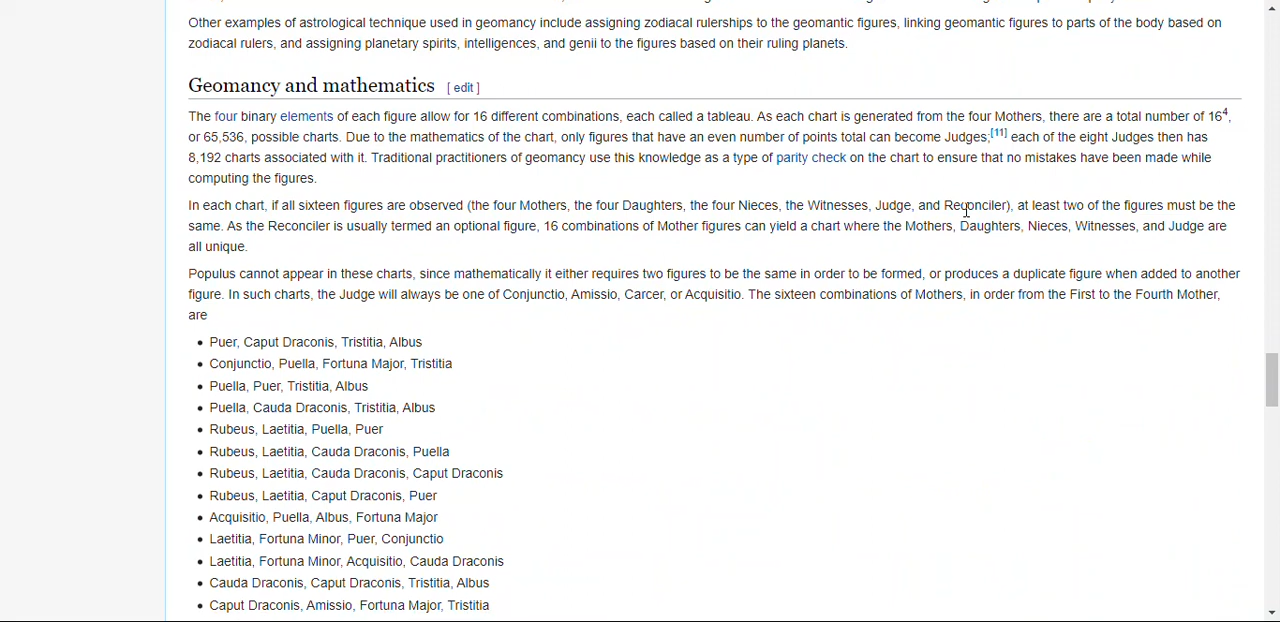 Other examples of astrological technique used in geomancy include assigning zodiacal rulerships to the geomantic figures, linking geomantic figures to parts of the body based on
zodiacal rulers, and assigning planetary spirits, intelligences, and genii to the figures based on their ruling planets.
Geomancy and mathematics [ edit ]
The four binary elements of each figure allow for 16 different combinations, each called a tableau. As each chart is generated from the four Mothers, there are a total number of 16⁴,
or 65,536, possible charts. Due to the mathematics of the chart, only figures that have an even number of points total can become Judges;[11] each of the eight Judges then has
8,192 charts associated with it. Traditional practitioners of geomancy use this knowledge as a type of parity check on the chart to ensure that no mistakes have been made while
computing the figures.
In each chart, if all sixteen figures are observed (the four Mothers, the four Daughters, the four Nieces, the Witnesses, Judge, and Reconciler), at least two of the figures must be the
same. As the Reconciler is usually termed an optional figure, 16 combinations of Mother figures can yield a chart where the Mothers, Daughters, Nieces, Witnesses, and Judge are
all unique.
Populus cannot appear in these charts, since mathematically it either requires two figures to be the same in order to be formed, or produces a duplicate figure when added to another
figure. In such charts, the Judge will always be one of Conjunctio, Amissio, Carcer, or Acquisitio. The sixteen combinations of Mothers, in order from the First to the Fourth Mother,
are
• Puer, Caput Draconis, Tristitia, Albus
• Conjunctio, Puella, Fortuna Major, Tristitia
• Puella, Puer, Tristitia, Albus
• Puella, Cauda Draconis, Tristitia, Albus
• Rubeus, Laetitia, Puella, Puer
• Rubeus, Laetitia, Cauda Draconis, Puella
• Rubeus, Laetitia, Cauda Draconis, Caput Draconis
• Rubeus, Laetitia, Caput Draconis, Puer
• Acquisitio, Puella, Albus, Fortuna Major
• Laetitia, Fortuna Minor, Puer, Conjunctio
• Laetitia, Fortuna Minor, Acquisitio, Cauda Draconis
• Cauda Draconis, Caput Draconis, Tristitia, Albus
• Caput Draconis, Amissio, Fortuna Major, Tristitia